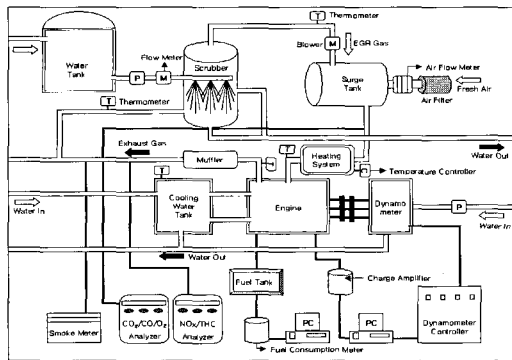 T
Thermometer
Blower
M
EGR Gas
Flow Meter
Scrubber
Water
Tank
P
M
Air Flow Meter
Surge
Tank
Fresh Air
Air Filter
T
Thermometer
Exhaust Gas
Water Out
Muffler
T
Heating
System
T
Temperature Controller
Water In
Cooling
Water
Tank
Engine
Dynamo
meter
P
Water In
Water Out
Fuel Tank
Charge Amplifier
PC
PC
Smoke Meter
CO₂/CO/O₂
Analyzer
NOx/THC
Analyzer
Fuel Consumption Meter
Dynamometer
Controller